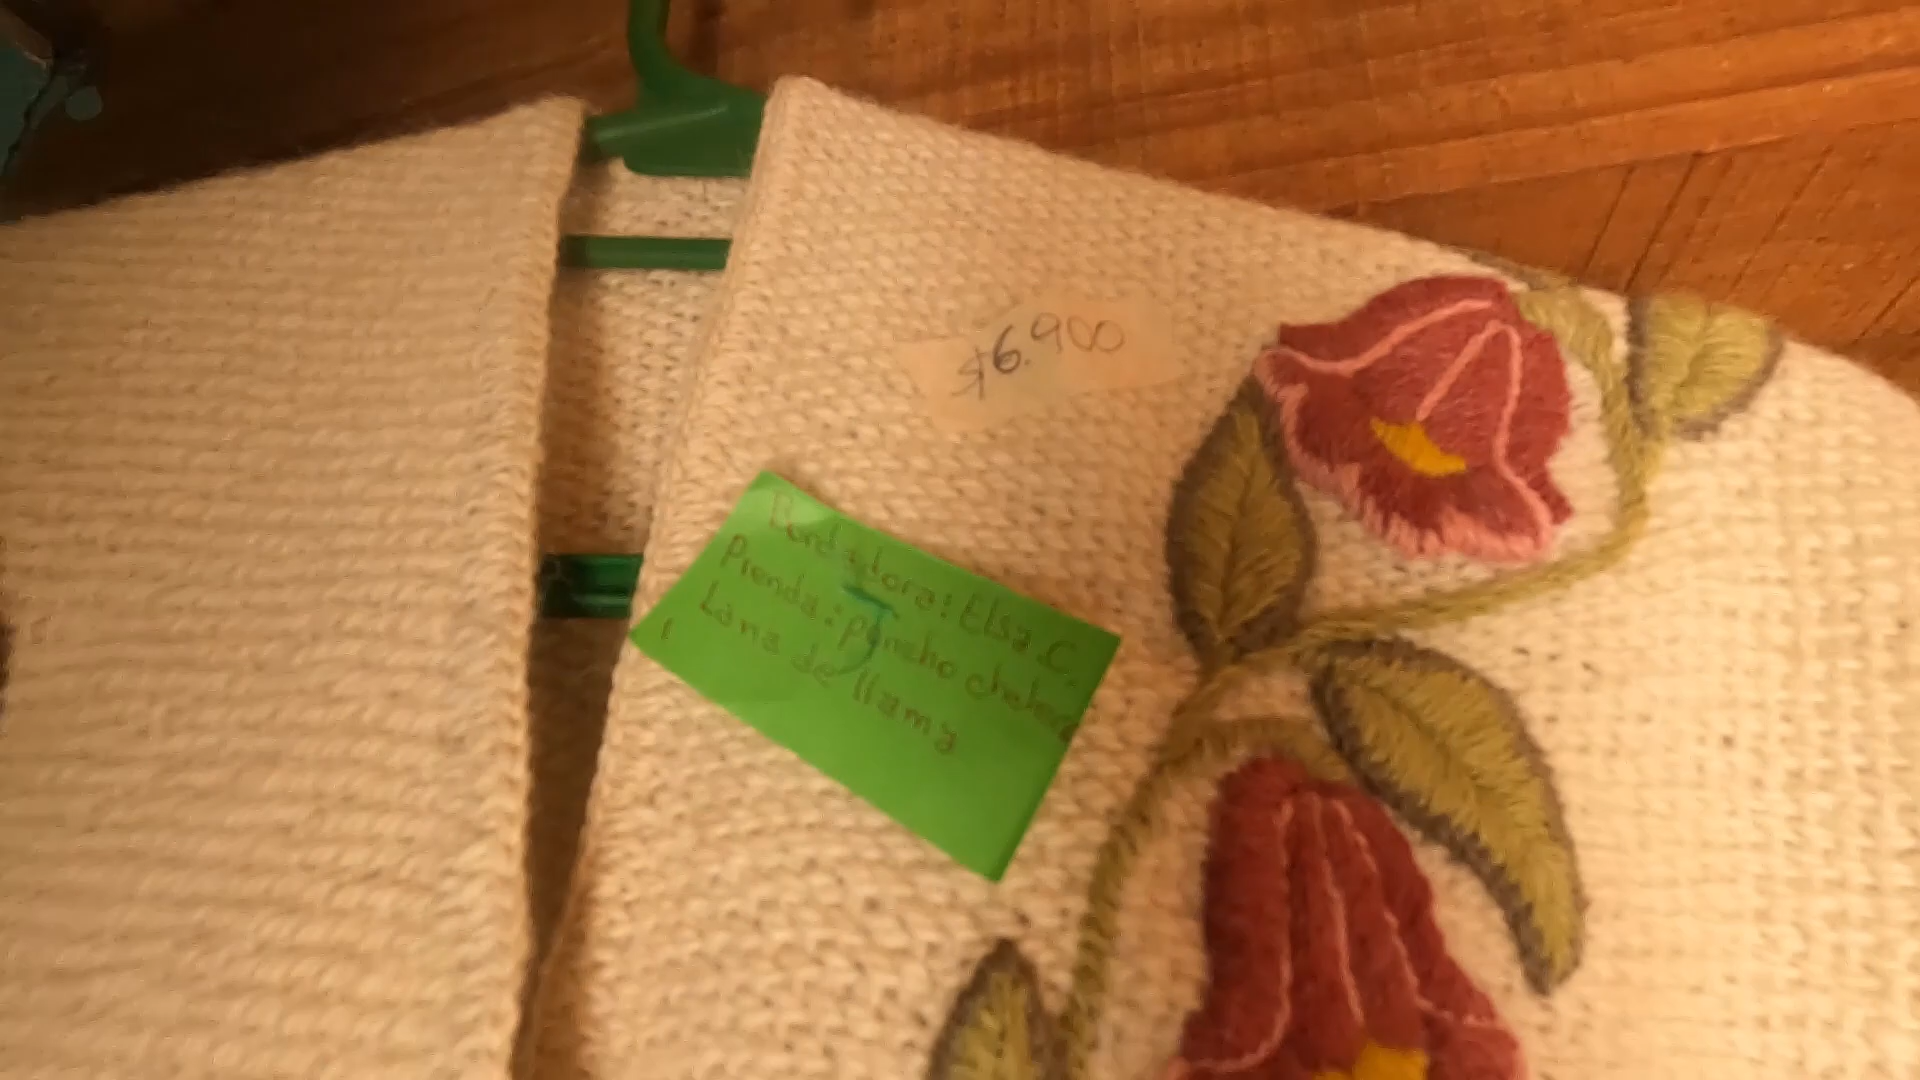 $6.900
Bordadora: Elsa C.
Prenda: poncho chaleco
Lana de llama